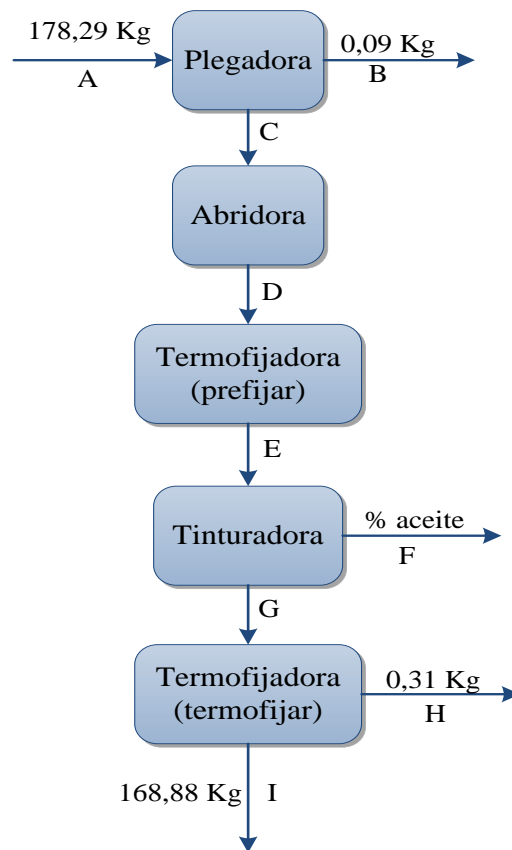 178,29 Kg
A
Plegadora
0,09 Kg
B
C
Abridora
D
Termofijadora
(prefijar)
E
Tinturadora
% aceite
F
G
Termofijadora
(termofijar)
0,31 Kg
H
168,88 Kg
I